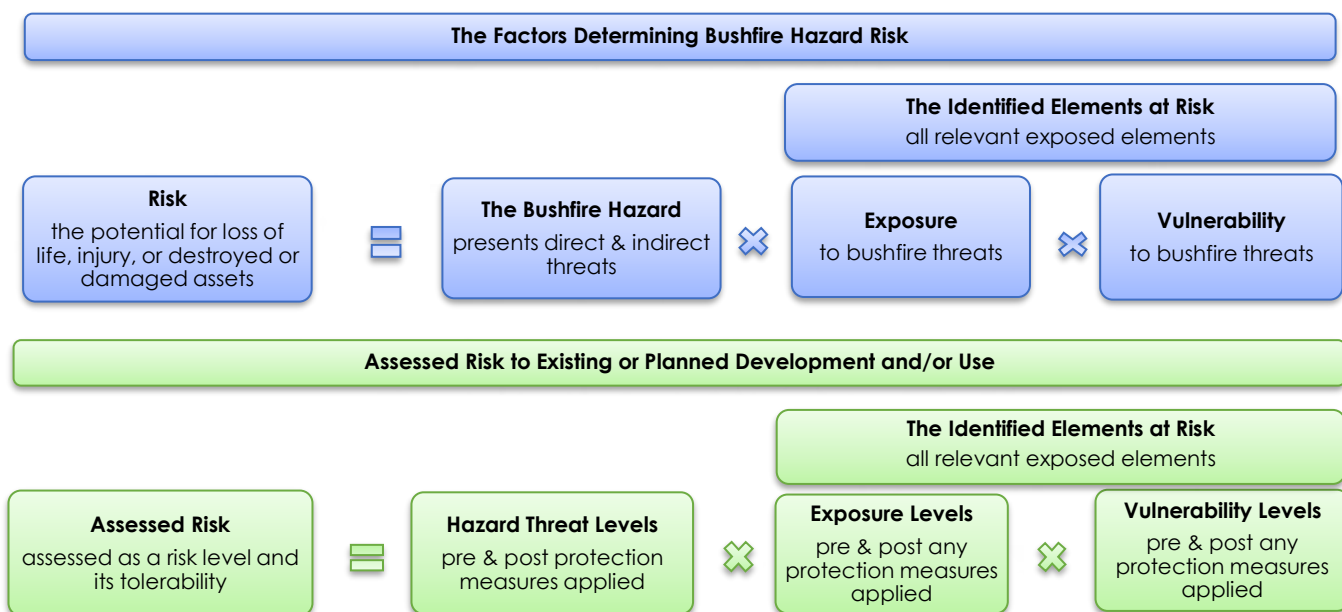 The Factors Determining Bushfire Hazard Risk
The Identified Elements at Risk
all relevant exposed elements
Risk
the potential for loss of
life, injury, or destroyed or
damaged assets
The Bushfire Hazard
presents direct & indirect
threats
Exposure
to bushfire threats
Vulnerability
to bushfire threats
Assessed Risk to Existing or Planned Development and/or Use
The Identified Elements at Risk
all relevant exposed elements
Assessed Risk
assessed as a risk level and
its tolerability
Hazard Threat Levels
pre & post protection
measures applied
Exposure Levels
pre & post any
protection measures
applied
Vulnerability Levels
pre & post any
protection measures
applied